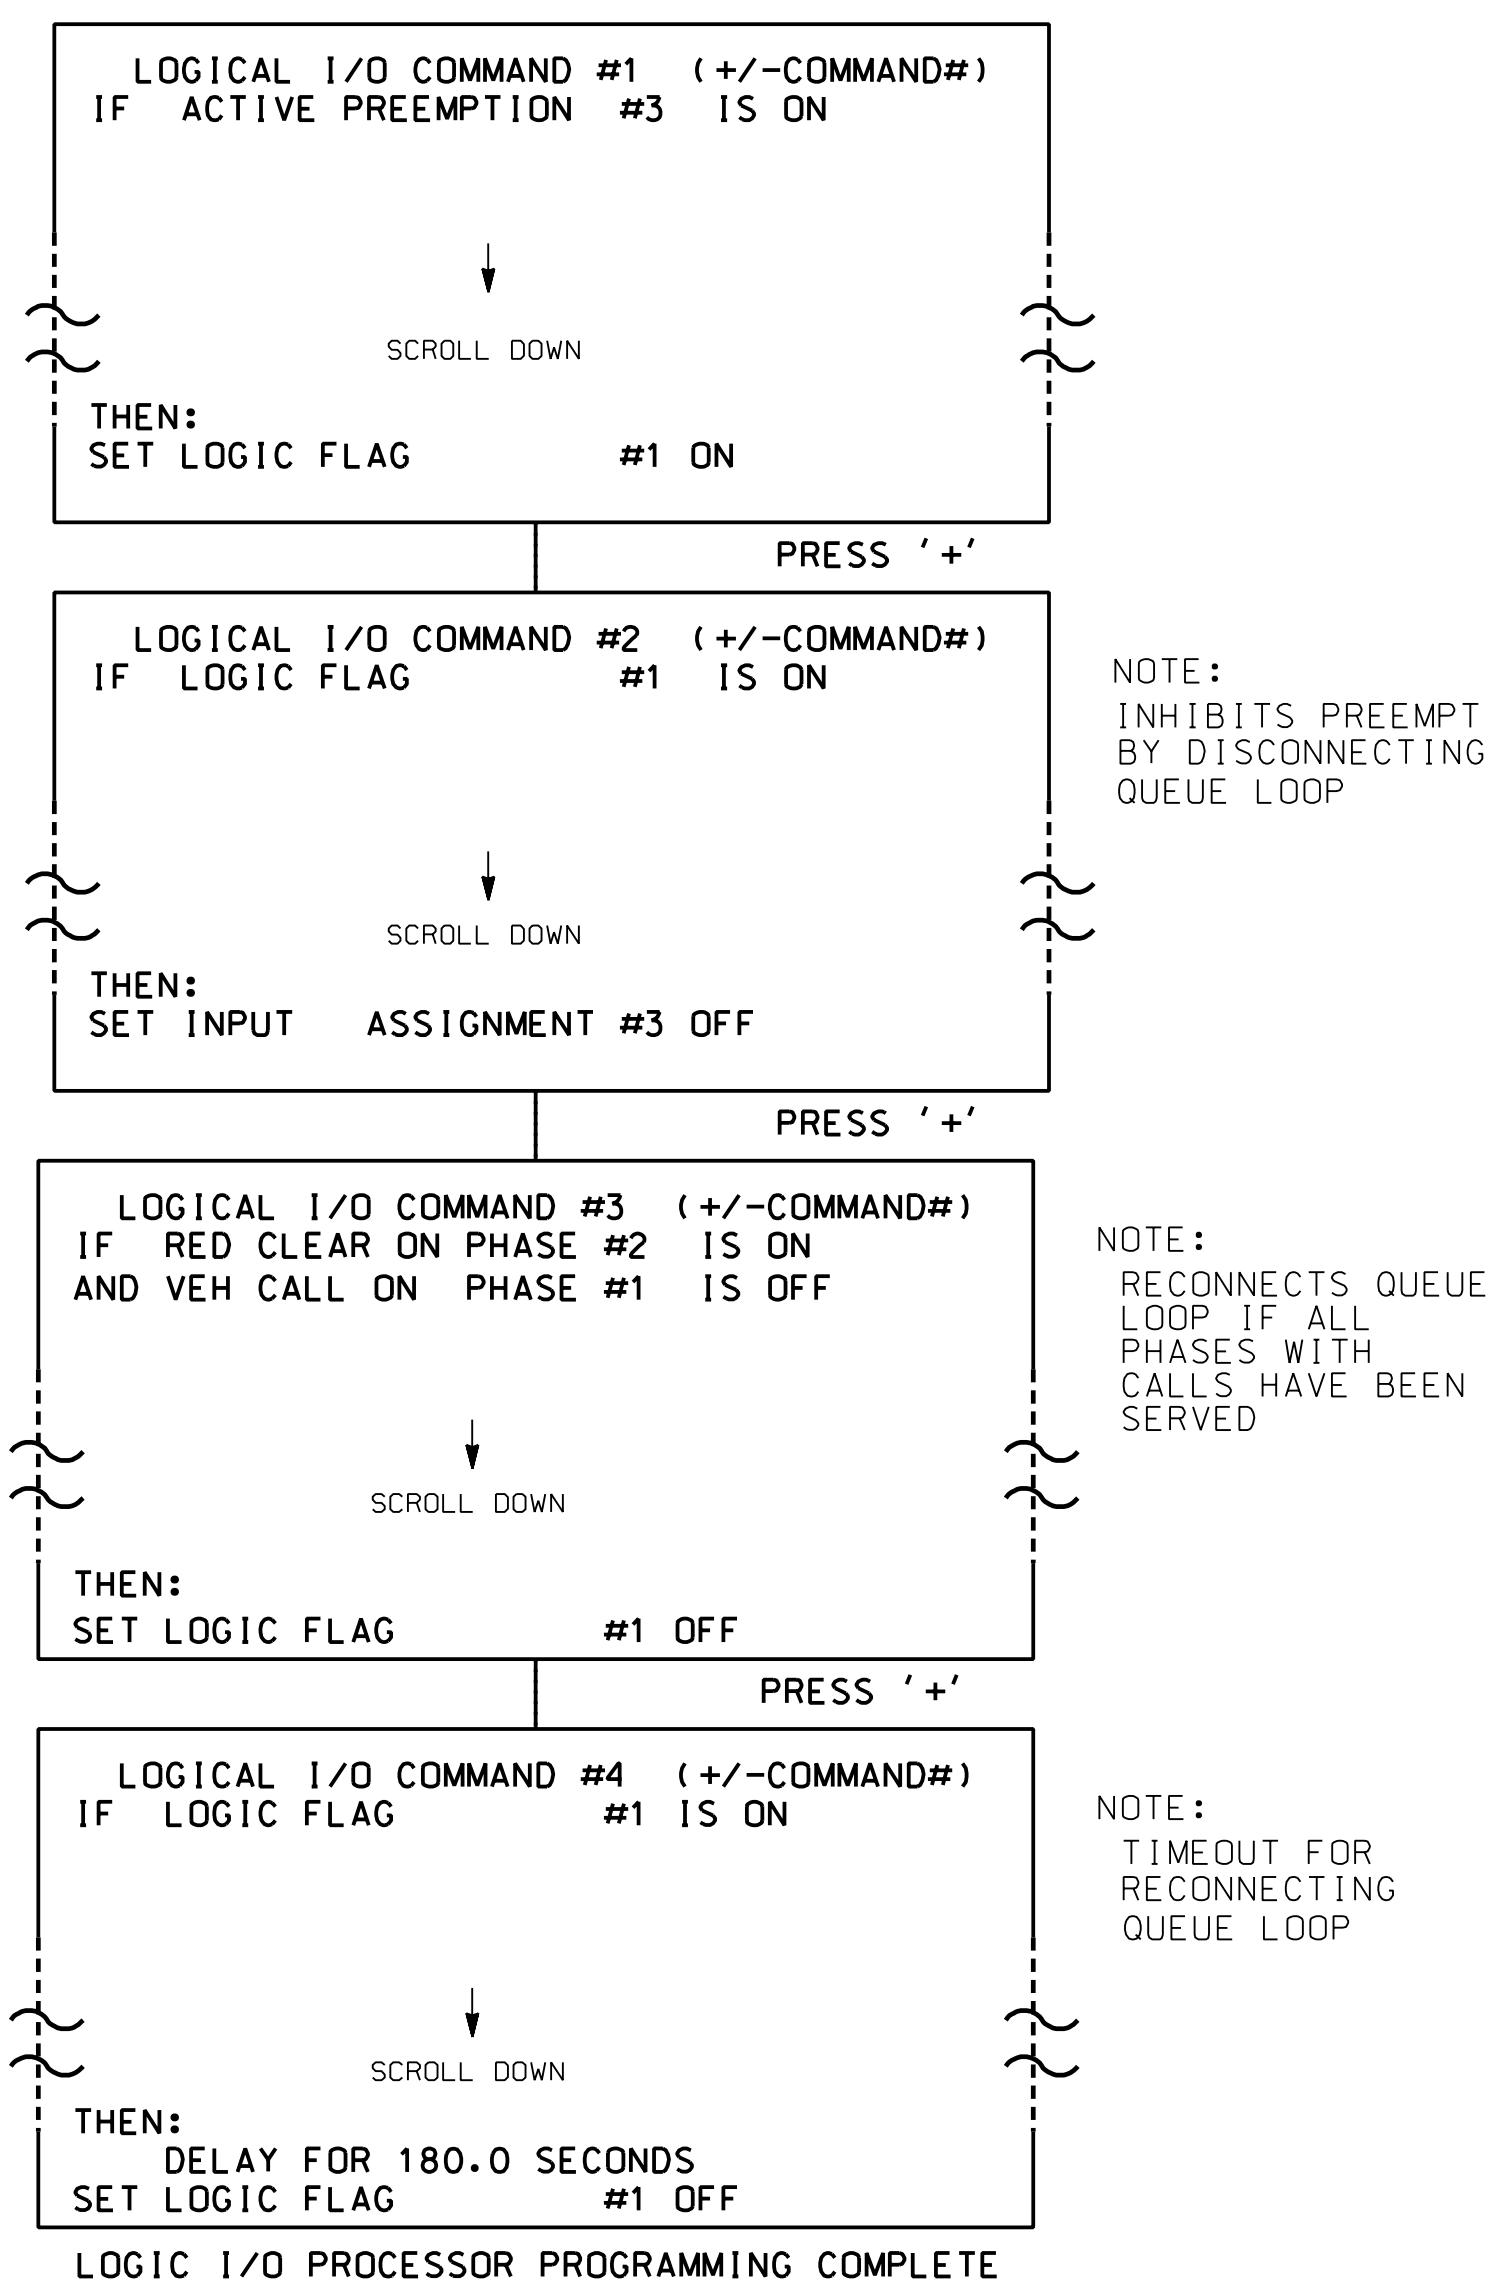 LOGICAL I/O COMMAND #1 (+/-COMMAND#)
IF ACTIVE PREEMPTION #3 IS ON
SCROLL DOWN
THEN:
SET LOGIC FLAG #1 ON
PRESS '+'
LOGICAL I/O COMMAND #2 (+/-COMMAND#)
IF LOGIC FLAG #1 IS ON
NOTE:
INHIBITS PREEMPT
BY DISCONNECTING
QUEUE LOOP
SCROLL DOWN
THEN:
SET INPUT ASSIGNMENT #3 OFF
PRESS '+'
LOGICAL I/O COMMAND #3 (+/-COMMAND#)
IF RED CLEAR ON PHASE #2 IS ON
AND VEH CALL ON PHASE #1 IS OFF
NOTE:
RECONNECTS QUEUE
LOOP IF ALL
PHASES WITH
CALLS HAVE BEEN
SERVED
SCROLL DOWN
THEN:
SET LOGIC FLAG #1 OFF
PRESS '+'
LOGICAL I/O COMMAND #4 (+/-COMMAND#)
IF LOGIC FLAG #1 IS ON
NOTE:
TIMEOUT FOR
RECONNECTING
QUEUE LOOP
SCROLL DOWN
THEN:
DELAY FOR 180.0 SECONDS
SET LOGIC FLAG #1 OFF
LOGIC I/O PROCESSOR PROGRAMMING COMPLETE